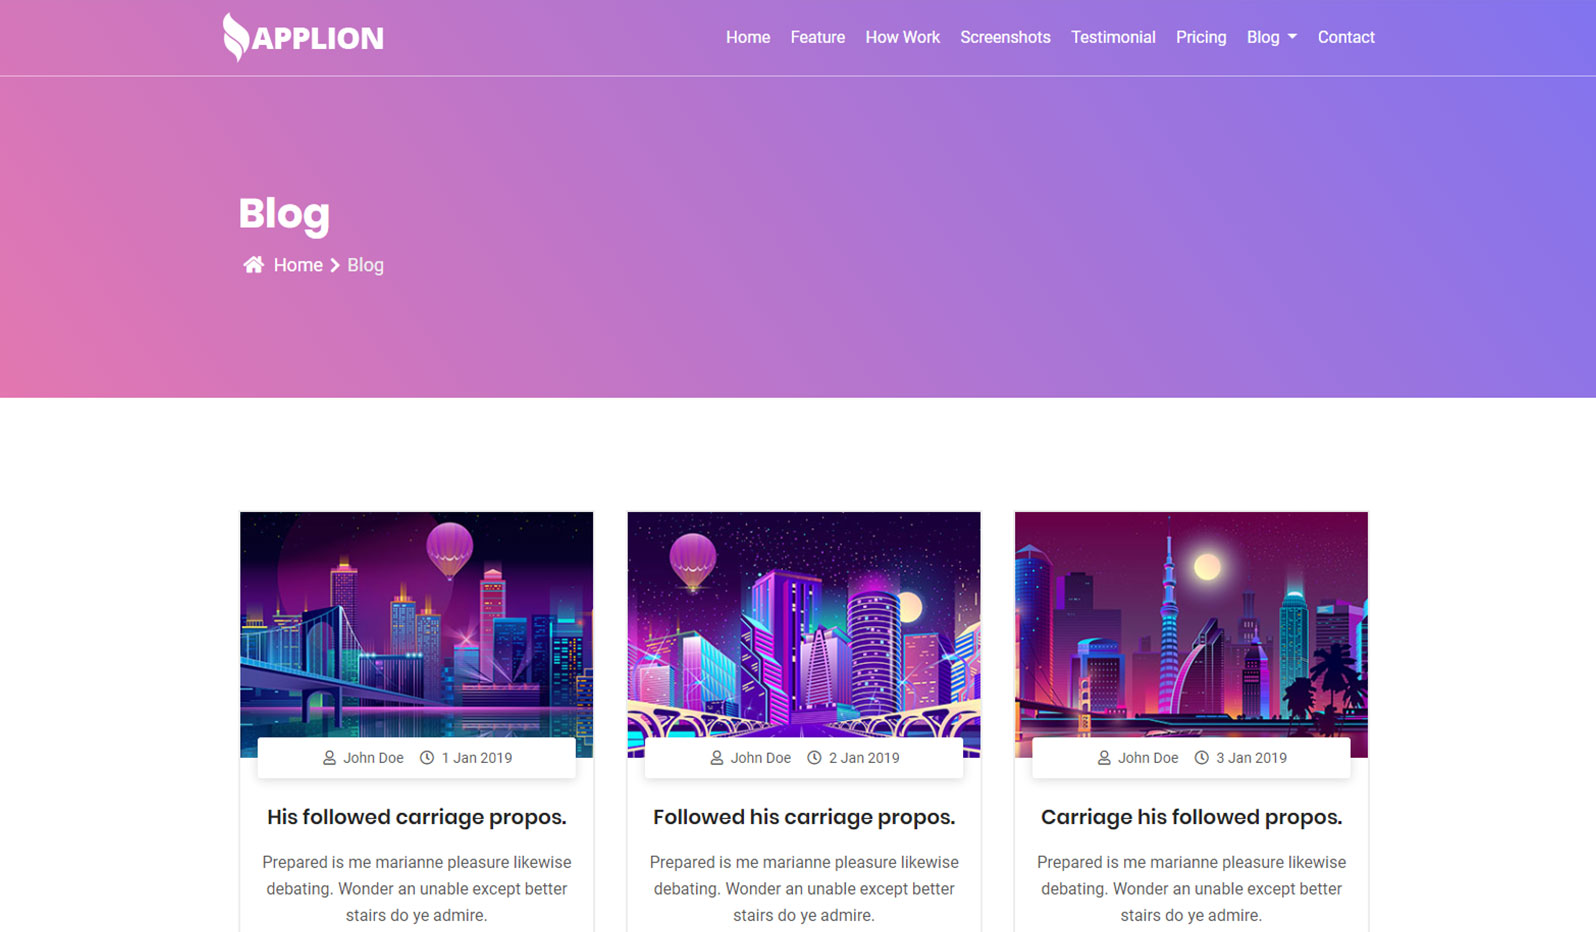 APPLION
Home Feature How Work Screenshots Testimonial Pricing Blog Contact
Blog
Home Blog
John Doe 1 Jan 2019
His followed carriage propos.
Prepared is me marianne pleasure likewise
debating. Wonder an unable except better
stairs do ye admire.
John Doe 2 Jan 2019
Followed his carriage propos.
Prepared is me marianne pleasure likewise
debating. Wonder an unable except better
stairs do ye admire.
John Doe 3 Jan 2019
Carriage his followed propos.
Prepared is me marianne pleasure likewise
debating. Wonder an unable except better
stairs do ye admire.